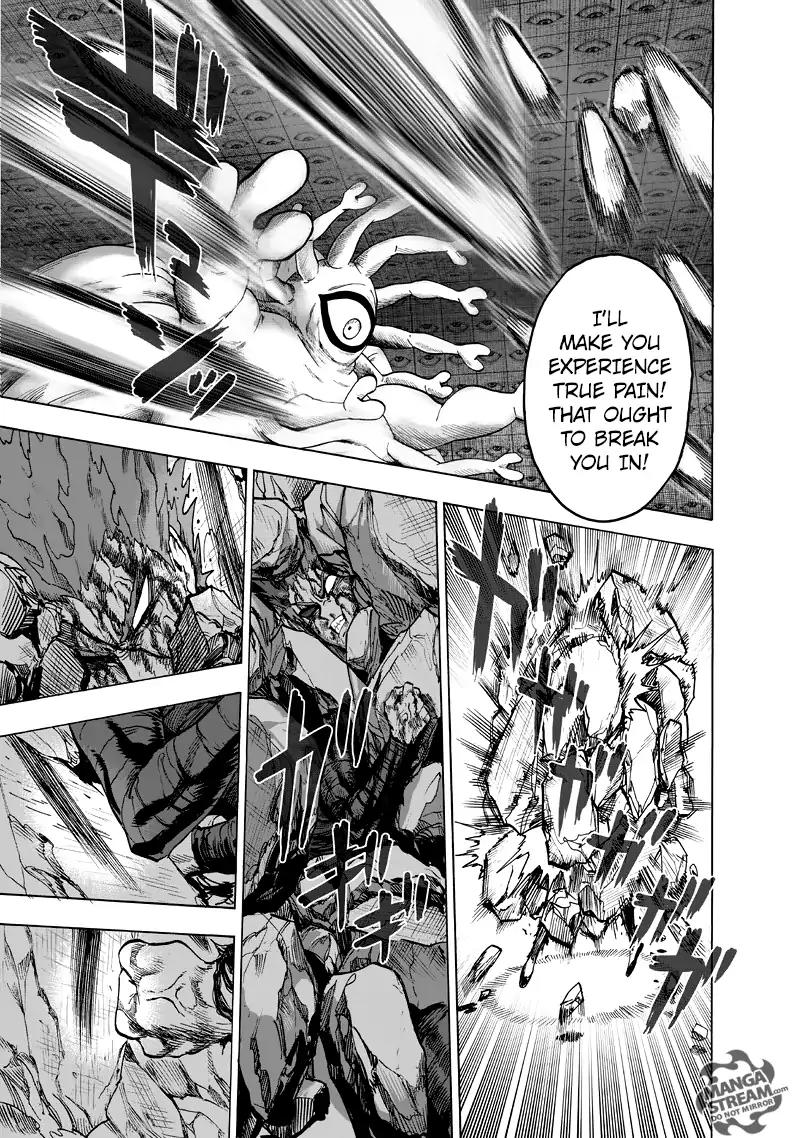 ギュン
I'LL
MAKE YOU
EXPERIENCE
TRUE PAIN!
THAT OUGHT
TO BREAK
YOU IN!
ガガガガガガ
ガガギギ
MANGA
STREAM.com
DO NOT MIRROR